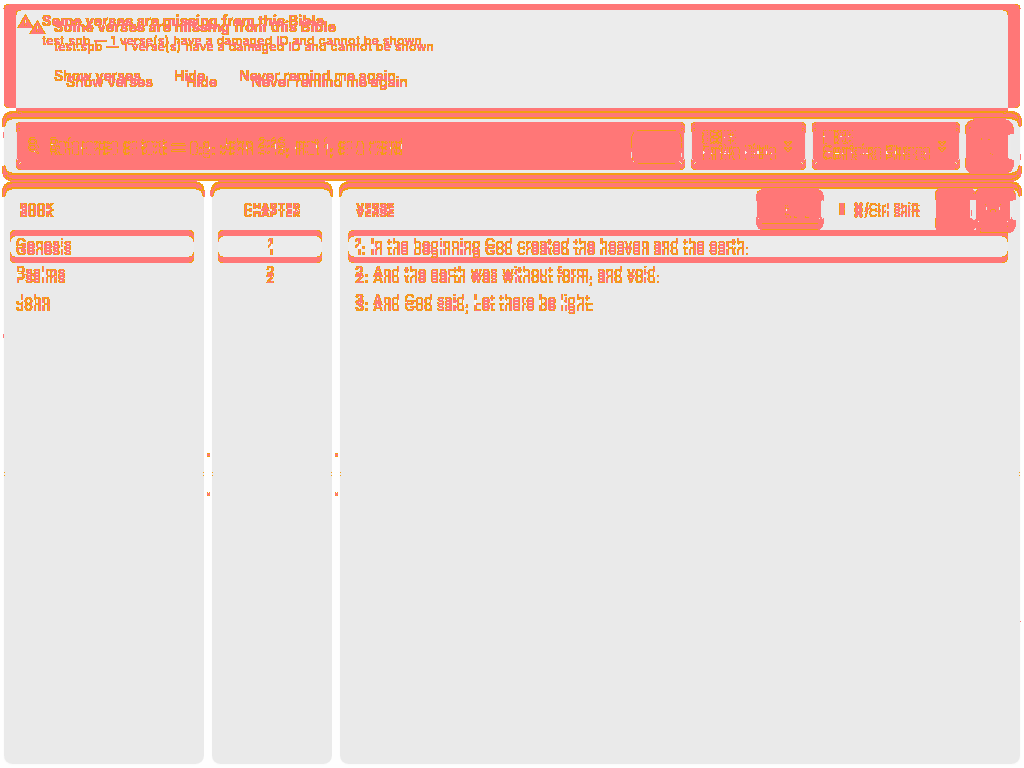 Some verses are missing from this Bible
test.spb — 1 verse(s) have a damaged ID and cannot be shown
Show verses Hide Never remind me again
BOOK CHAPTER VERSE ⌘/Ctrl shift
Genesis 1 1. In the beginning God created the heaven and the earth.
Psalms 2 2. And the earth was without form, and void.
John 3. And God said, Let there be light.